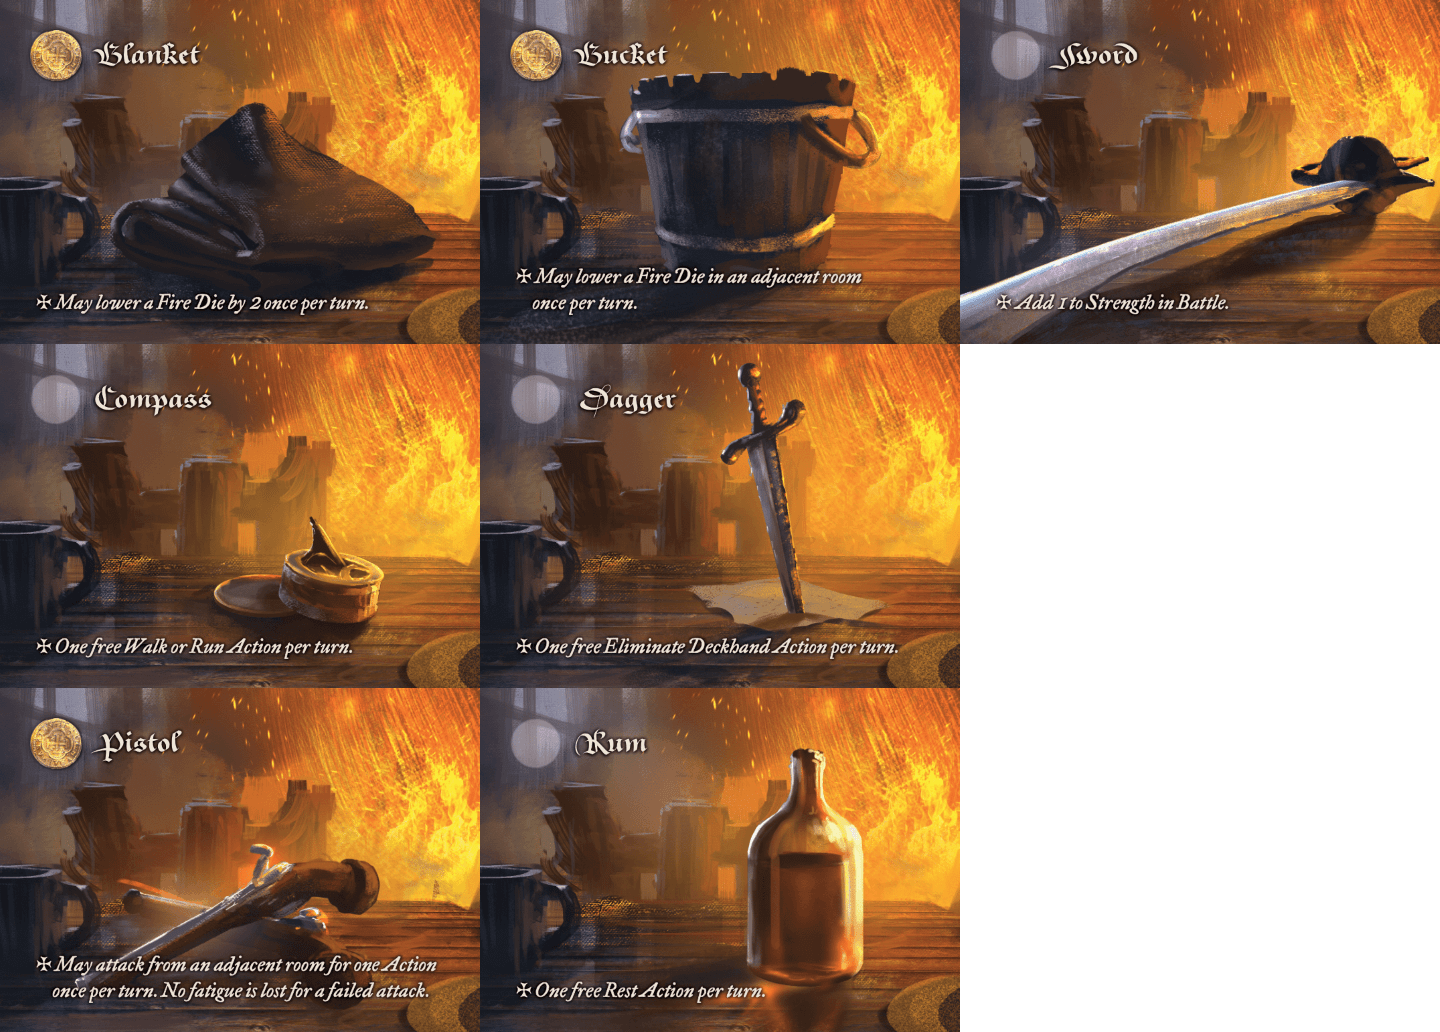 Blanket
✠ May lower a Fire Die by 2 once per turn.
Bucket
✠ May lower a Fire Die in an adjacent room
once per turn.
Sword
✠ Add 1 to Strength in Battle.
Compass
✠ One free Walk or Run Action per turn.
Dagger
✠ One free Eliminate Deckhand Action per turn.
Pistol
✠ May attack from an adjacent room for one Action
once per turn. No fatigue is lost for a failed attack.
Rum
✠ One free Rest Action per turn.